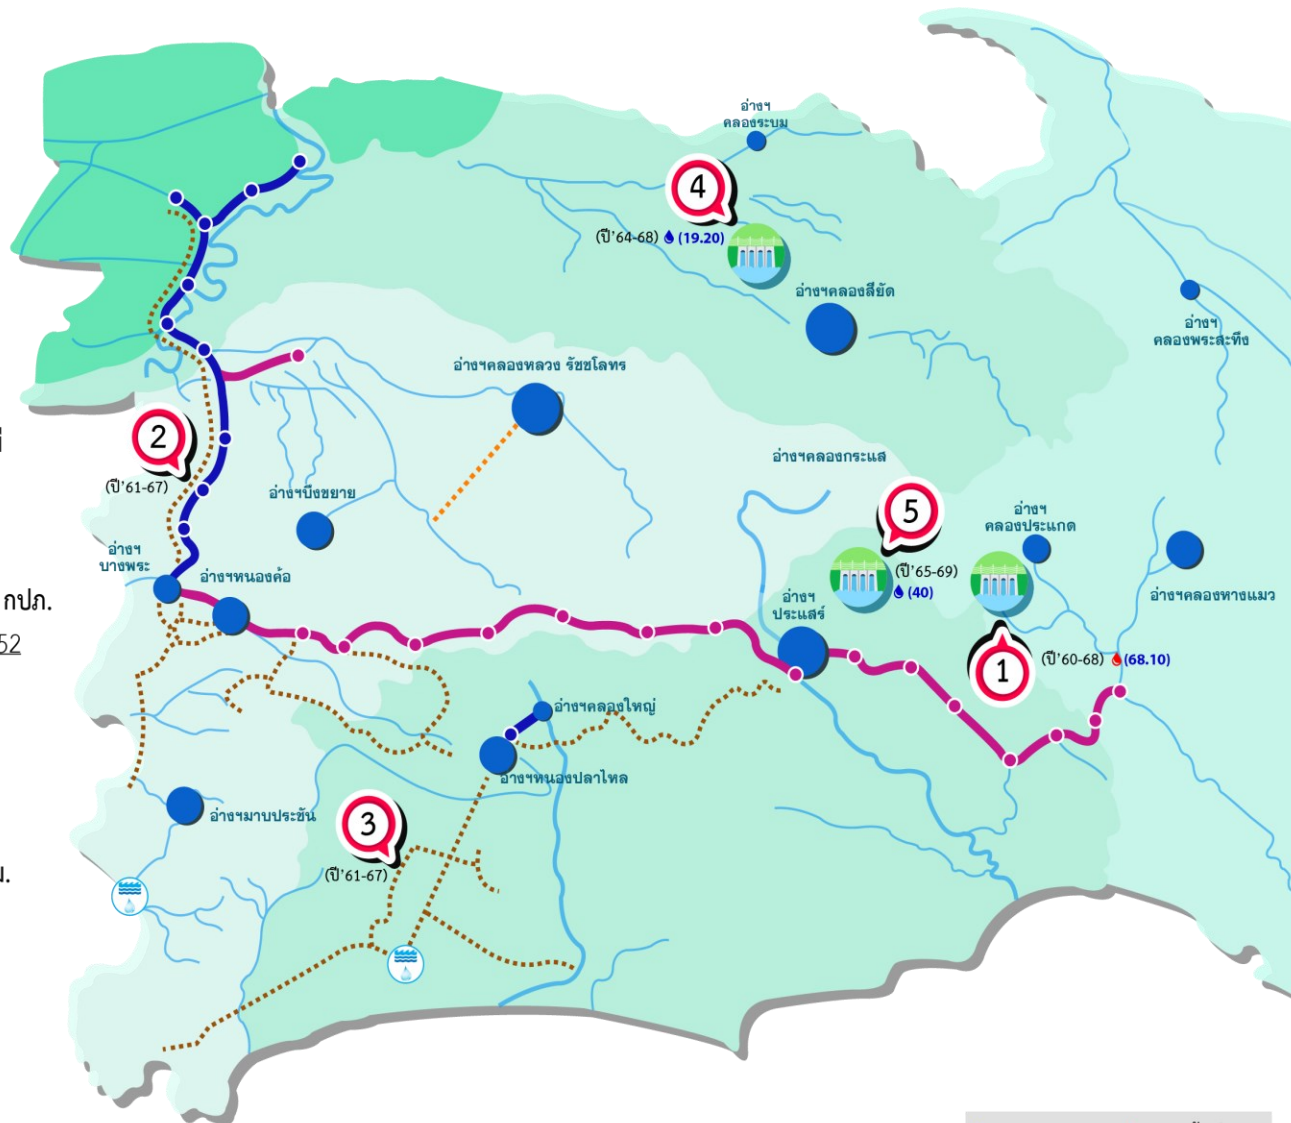 อ่างฯ
คลองระบม
4
(ปี'64-68) (19.20)
อ่างฯคลองสียัด
อ่างฯ
คลองพระสะทึง
อ่างฯคลองหลวง รัชชโลทร
2
(ปี'61-67)
อ่างฯคลองกระแส
อ่างฯบึงขยาย
5
(ปี'65-69)
(40)
อ่างฯ
คลองประแกด
อ่างฯ
บางพระ
อ่างฯหนองค้อ
กปภ.
52
อ่างฯ
ประแสร์
อ่างฯคลองหางแมว
1
(ปี'60-68) (68.10)
อ่างฯคลองใหญ่
อ่างฯหนองปลาไหล
อ่างฯมาบประชัน
3
(ปี'61-67)